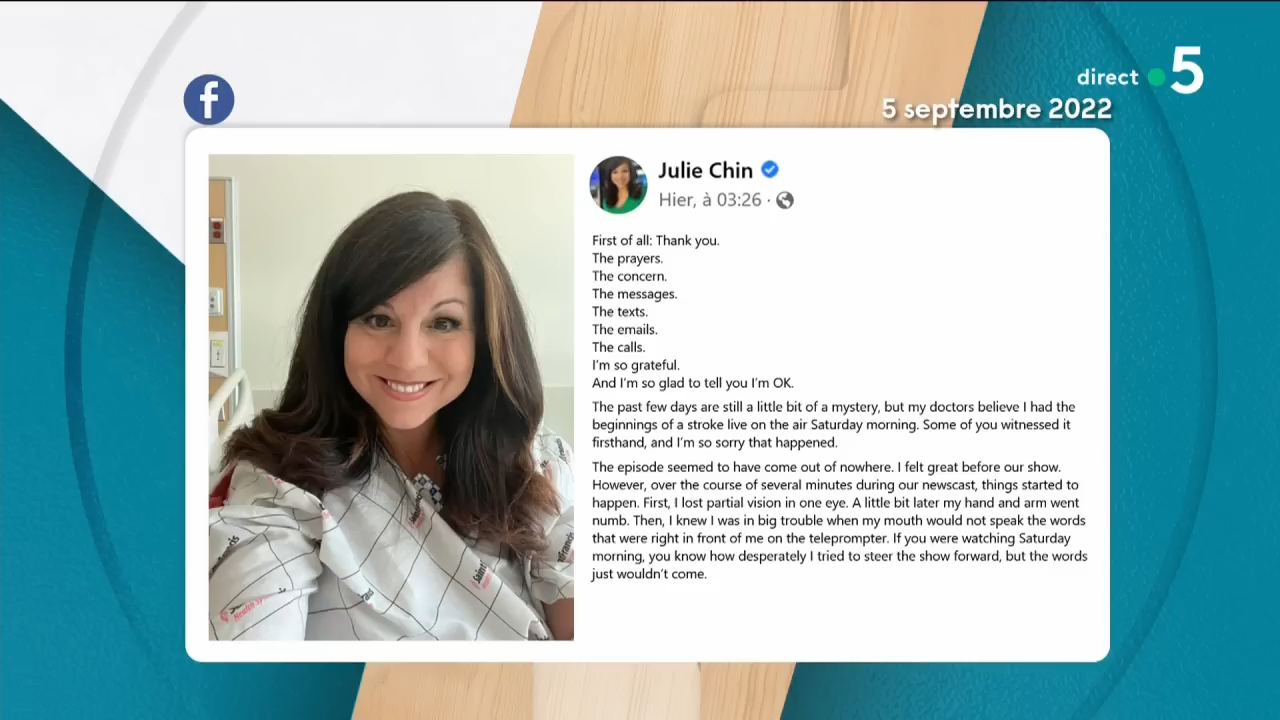 direct 5
5 septembre 2022
f
Julie Chin
Hier, à 03:26 ·
First of all: Thank you.
The prayers.
The concern.
The messages.
The texts.
The emails.
The calls.
I'm so grateful.
And I'm so glad to tell you I'm OK.
The past few days are still a little bit of a mystery, but my doctors believe I had the
beginnings of a stroke live on the air Saturday morning. Some of you witnessed it
firsthand, and I'm so sorry that happened.
The episode seemed to have come out of nowhere. I felt great before our show.
However, over the course of several minutes during our newscast, things started to
happen. First, I lost partial vision in one eye. A little bit later my hand and arm went
numb. Then, I knew I was in big trouble when my mouth would not speak the words
that were right in front of me on the teleprompter. If you were watching Saturday
morning, you know how desperately I tried to steer the show forward, but the words
just wouldn't come.